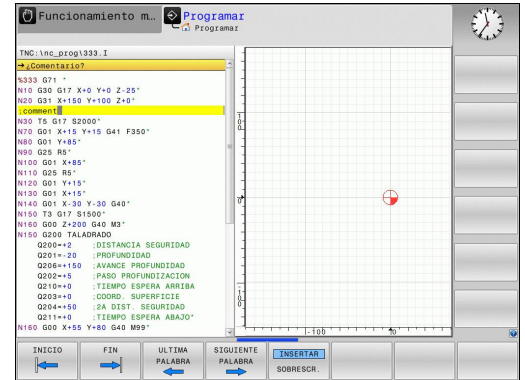 Funcionamiento m...
Programar
Programar
TNC:\nc_prog\333.I
→¿Comentario?
%333 G71 *
N10 G30 G17 X+0 Y+0 Z-25*
N20 G31 X+150 Y+100 Z+0*
;comment
N30 T5 G17 S2000*
N70 G01 X+15 Y+15 G41 F350*
N80 G01 Y+85*
N90 G25 R5*
N100 G01 X+85*
N110 G25 R5*
N120 G01 Y+15*
N130 G01 X+15*
N140 G01 X-30 Y-30 G40*
N150 T3 G17 S1500*
N160 G00 Z+200 G40 M3*
N150 G200 TALADRADO
Q200=+2 ;DISTANCIA SEGURIDAD
Q201=-20 ;PROFUNDIDAD
Q206=+150 ;AVANCE PROFUNDIDAD
Q202=+5 ;PASO PROFUNDIZACION
Q210=+0 ;TIEMPO ESPERA ARRIBA
Q203=+0 ;COORD. SUPERFICIE
Q204=+50 ;2A DIST. SEGURIDAD
Q211=+0 ;TIEMPO ESPERA ABAJO*
N160 G00 X+55 Y+80 G40 M99*
100
0
-100
-100
0
INICIO
FIN
ULTIMA
PALABRA
SIGUIENTE
PALABRA
INSERTAR
SOBRESCR.